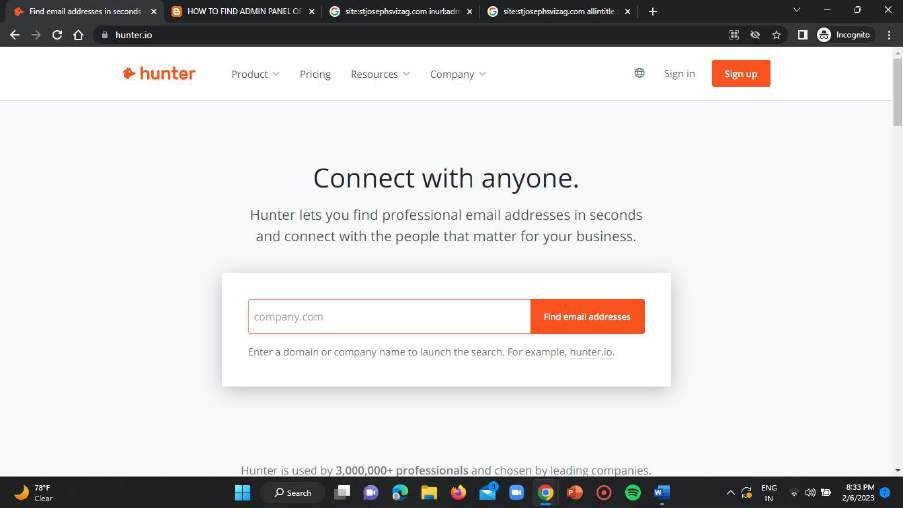 Find email addresses in seconds
HOW TO FIND ADMIN PANEL OF
site:stjosephsvizag.com inurl:adm
site:stjosephsvizag.com allintitle
hunter.io
Incognito
hunter
Product
Pricing
Resources
Company
Sign in
Sign up
Connect with anyone.
Hunter lets you find professional email addresses in seconds
and connect with the people that matter for your business.
company.com
Find email addresses
Enter a domain or company name to launch the search. For example, hunter.io.
Hunter is used by 3,000,000+ professionals and chosen by leading companies.
78°F
Clear
Search
1
ENG
IN
8:33 PM
2/6/2023